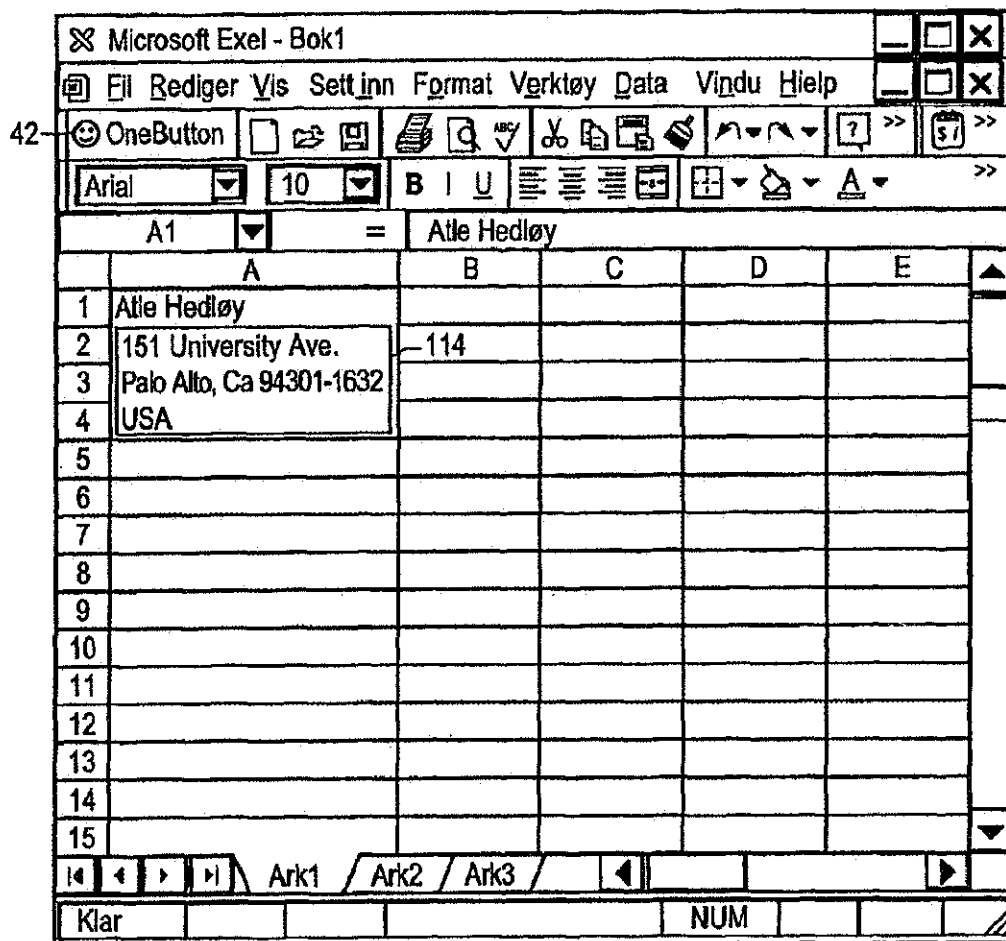 Microsoft Exel - Bok1
Fil Rediger Vis Sett inn Format Verktøy Data Vindu Hielp
42 OneButton ABC ? >> $ >>
Arial 10 B I U A >>
A1 = Atle Hedløy
A B C D E
1 Atle Hedløy
2 151 University Ave. 114
3 Palo Alto, Ca 94301-1632
4 USA
5
6
7
8
9
10
11
12
13
14
15
Ark1 Ark2 Ark3
Klar NUM